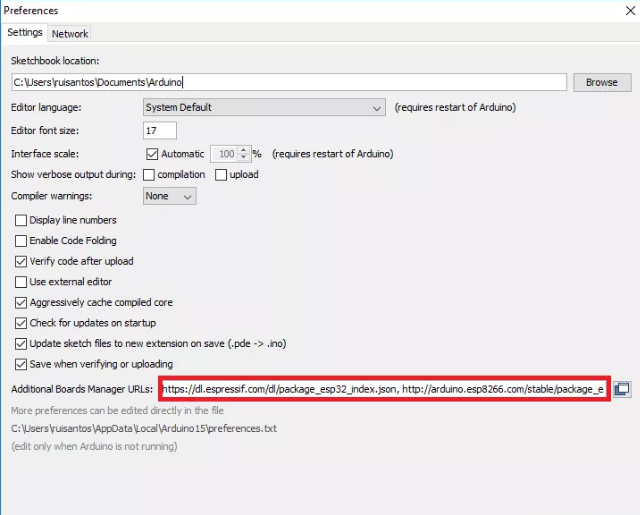 Preferences
Settings Network
Sketchbook location:
C:\Users\ruisantos\Documents\Arduino Browse
Editor language: System Default (requires restart of Arduino)
Editor font size: 17
Interface scale: Automatic 100 % (requires restart of Arduino)
Show verbose output during: compilation upload
Compiler warnings: None
Display line numbers
Enable Code Folding
Verify code after upload
Use external editor
Aggressively cache compiled core
Check for updates on startup
Update sketch files to new extension on save (.pde -> .ino)
Save when verifying or uploading
Additional Boards Manager URLs: https://dl.espressif.com/dl/package_esp32_index.json, http://arduino.esp8266.com/stable/package_e
More preferences can be edited directly in the file
C:\Users\ruisantos\AppData\Local\Arduino15\preferences.txt
(edit only when Arduino is not running)